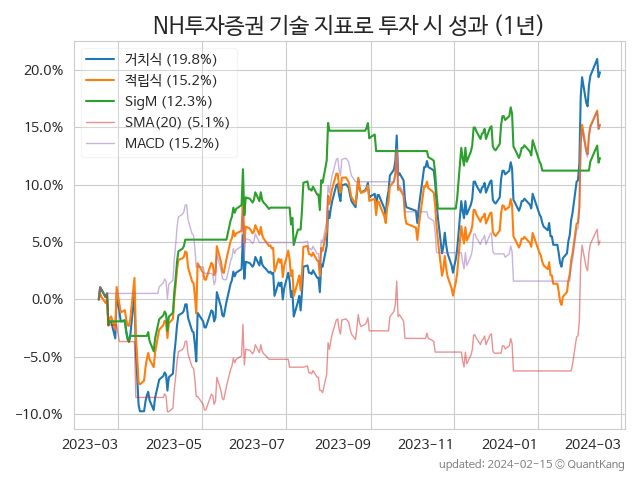 NH투자증권 기술 지표로 투자 시 성과 (1년)
거치식 (19.8%)
적립식 (15.2%)
SigM (12.3%)
SMA(20) (5.1%)
MACD (15.2%)
20.0%
15.0%
10.0%
5.0%
0.0%
−5.0%
−10.0%
2023-03 2023-05 2023-07 2023-09 2023-11 2024-01 2024-03
updated: 2024-02-15 © QuantKang